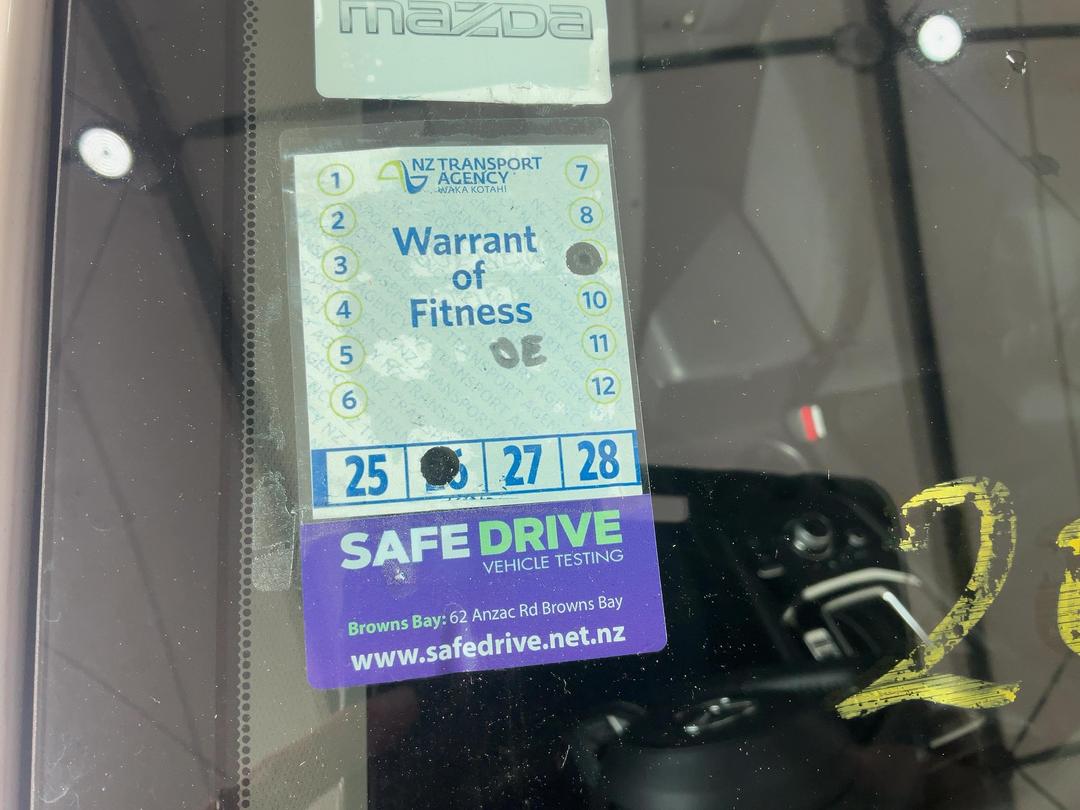 mazda
1
NZ TRANSPORT
AGENCY
WAKA KOTAHI
7
2
8
Warrant
of
Fitness
3
4
10
OE
5
11
6
12
25
27
28
SAFE DRIVE
VEHICLE TESTING
Browns Bay: 62 Anzac Rd Browns Bay
www.safedrive.net.nz
2